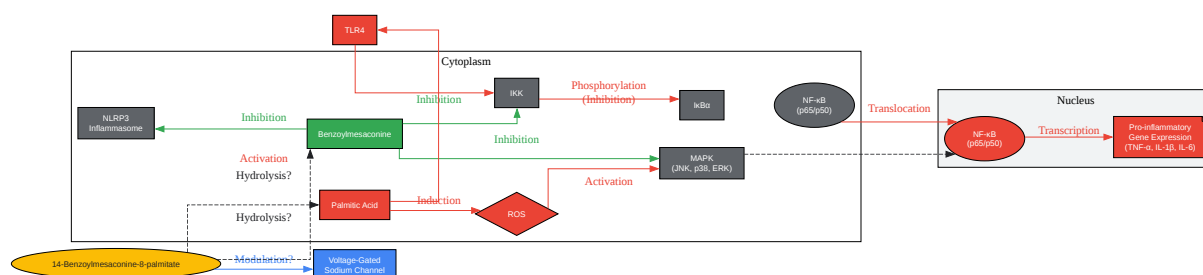 TLR4
Cytoplasm
IKK
Phosphorylation
(Inhibition)
IκBα
Inhibition
NF-κB
(p65/p50)
Translocation
Nucleus
NF-κB
(p65/p50)
Transcription
Pro-inflammatory
Gene Expression
(TNF-α, IL-1β, IL-6)
NLRP3
Inflammasome
Inhibition
Benzoylmesaconine
Inhibition
MAPK
(JNK, p38, ERK)
Activation
Hydrolysis?
Activation
Palmitic Acid
Induction
ROS
Hydrolysis?
14-Benzoylmesaconine-8-palmitate
Modulation?
Voltage-Gated
Sodium Channel